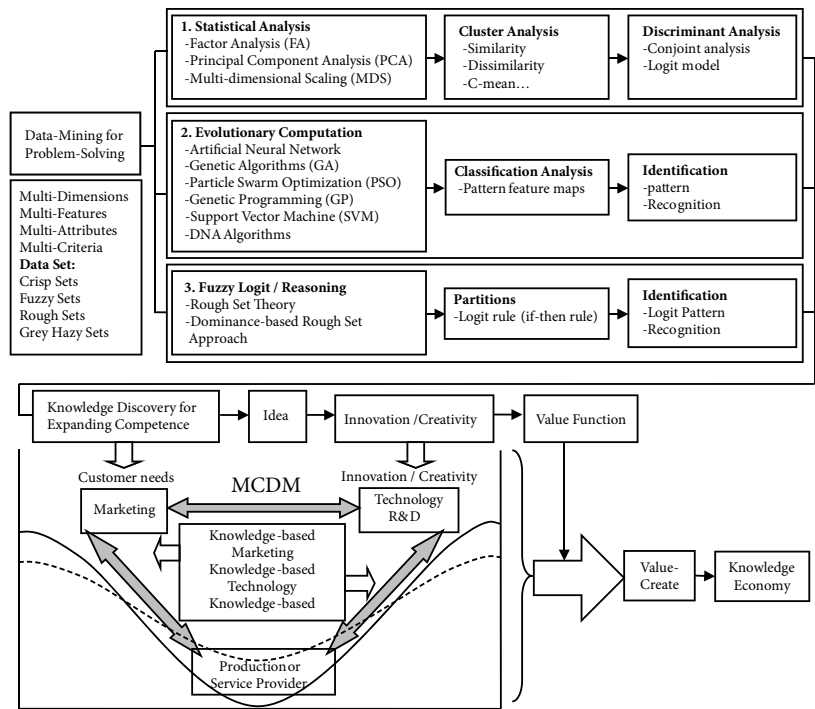 1. Statistical Analysis
-Factor Analysis (FA)
-Principal Component Analysis (PCA)
-Multi-dimensional Scaling (MDS)
Cluster Analysis
-Similarity
-Dissimilarity
-C-mean…
Discriminant Analysis
-Conjoint analysis
-Logit model
Data-Mining for
Problem-Solving
2. Evolutionary Computation
-Artificial Neural Network
-Genetic Algorithms (GA)
-Particle Swarm Optimization (PSO)
-Genetic Programming (GP)
-Support Vector Machine (SVM)
-DNA Algorithms
Classification Analysis
-Pattern feature maps
Identification
-pattern
-Recognition
Multi-Dimensions
Multi-Features
Multi-Attributes
Multi-Criteria
Data Set:
Crisp Sets
Fuzzy Sets
Rough Sets
Grey Hazy Sets
3. Fuzzy Logit / Reasoning
-Rough Set Theory
-Dominance-based Rough Set
Approach
Partitions
-Logit rule (if-then rule)
Identification
-Logit Pattern
-Recognition
Knowledge Discovery for
Expanding Competence
Idea
Innovation /Creativity
Value Function
Customer needs
Innovation / Creativity
MCDM
Marketing
Technology
R&D
Knowledge-based
Marketing
Knowledge-based
Technology
Knowledge-based
Production or
Service Provider
Value-
Create
Knowledge
Economy